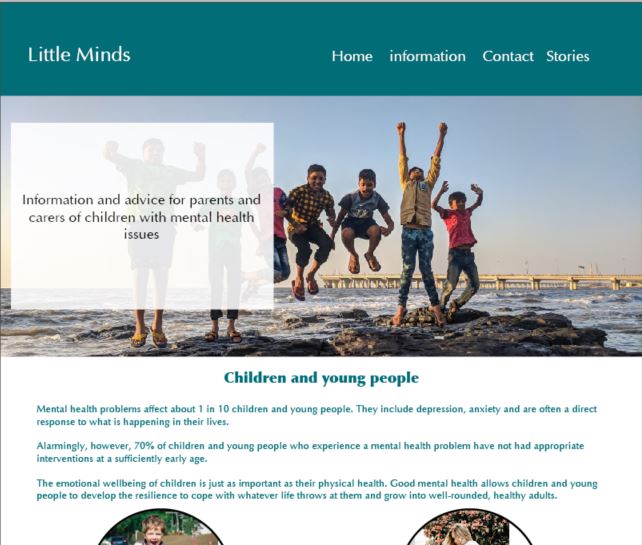 Little Minds
Home information Contact Stories
Information and advice for parents and
carers of children with mental health
issues
Children and young people
Mental health problems affect about 1 in 10 children and young people. They include depression, anxiety and are often a direct
response to what is happening in their lives.
Alarmingly, however, 70% of children and young people who experience a mental health problem have not had appropriate
interventions at a sufficiently early age.
The emotional wellbeing of children is just as important as their physical health. Good mental health allows children and young
people to develop the resilience to cope with whatever life throws at them and grow into well-rounded, healthy adults.